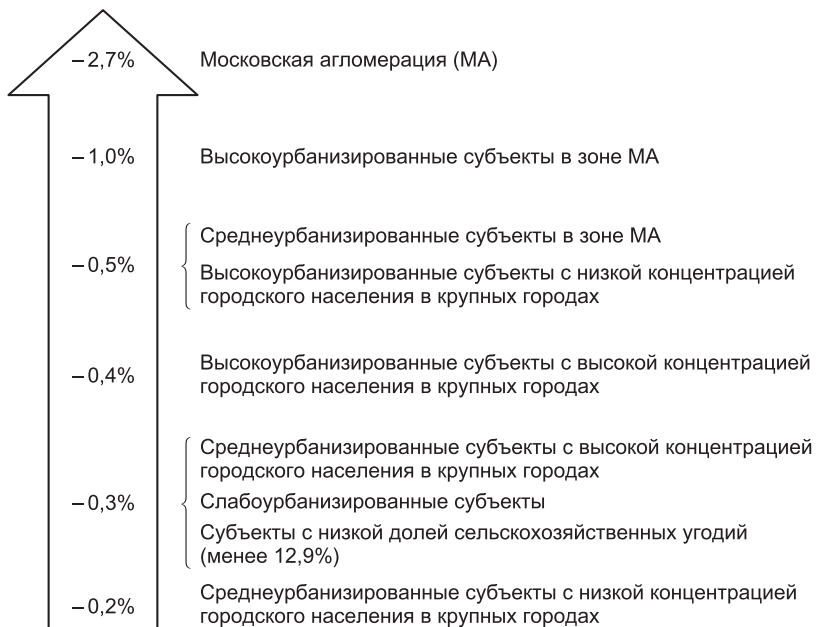 –2,7% Московская агломерация (МА)
–1,0% Высокоурбанизированные субъекты в зоне МА
–0,5% Среднеурбанизированные субъекты в зоне МА
Высокоурбанизированные субъекты с низкой концентрацией
городского населения в крупных городах
–0,4% Высокоурбанизированные субъекты с высокой концентрацией
городского населения в крупных городах
–0,3% Среднеурбанизированные субъекты с высокой концентрацией
городского населения в крупных городах
Слабоурбанизированные субъекты
Субъекты с низкой долей сельскохозяйственных угодий
(менее 12,9%)
–0,2% Среднеурбанизированные субъекты с низкой концентрацией
городского населения в крупных городах